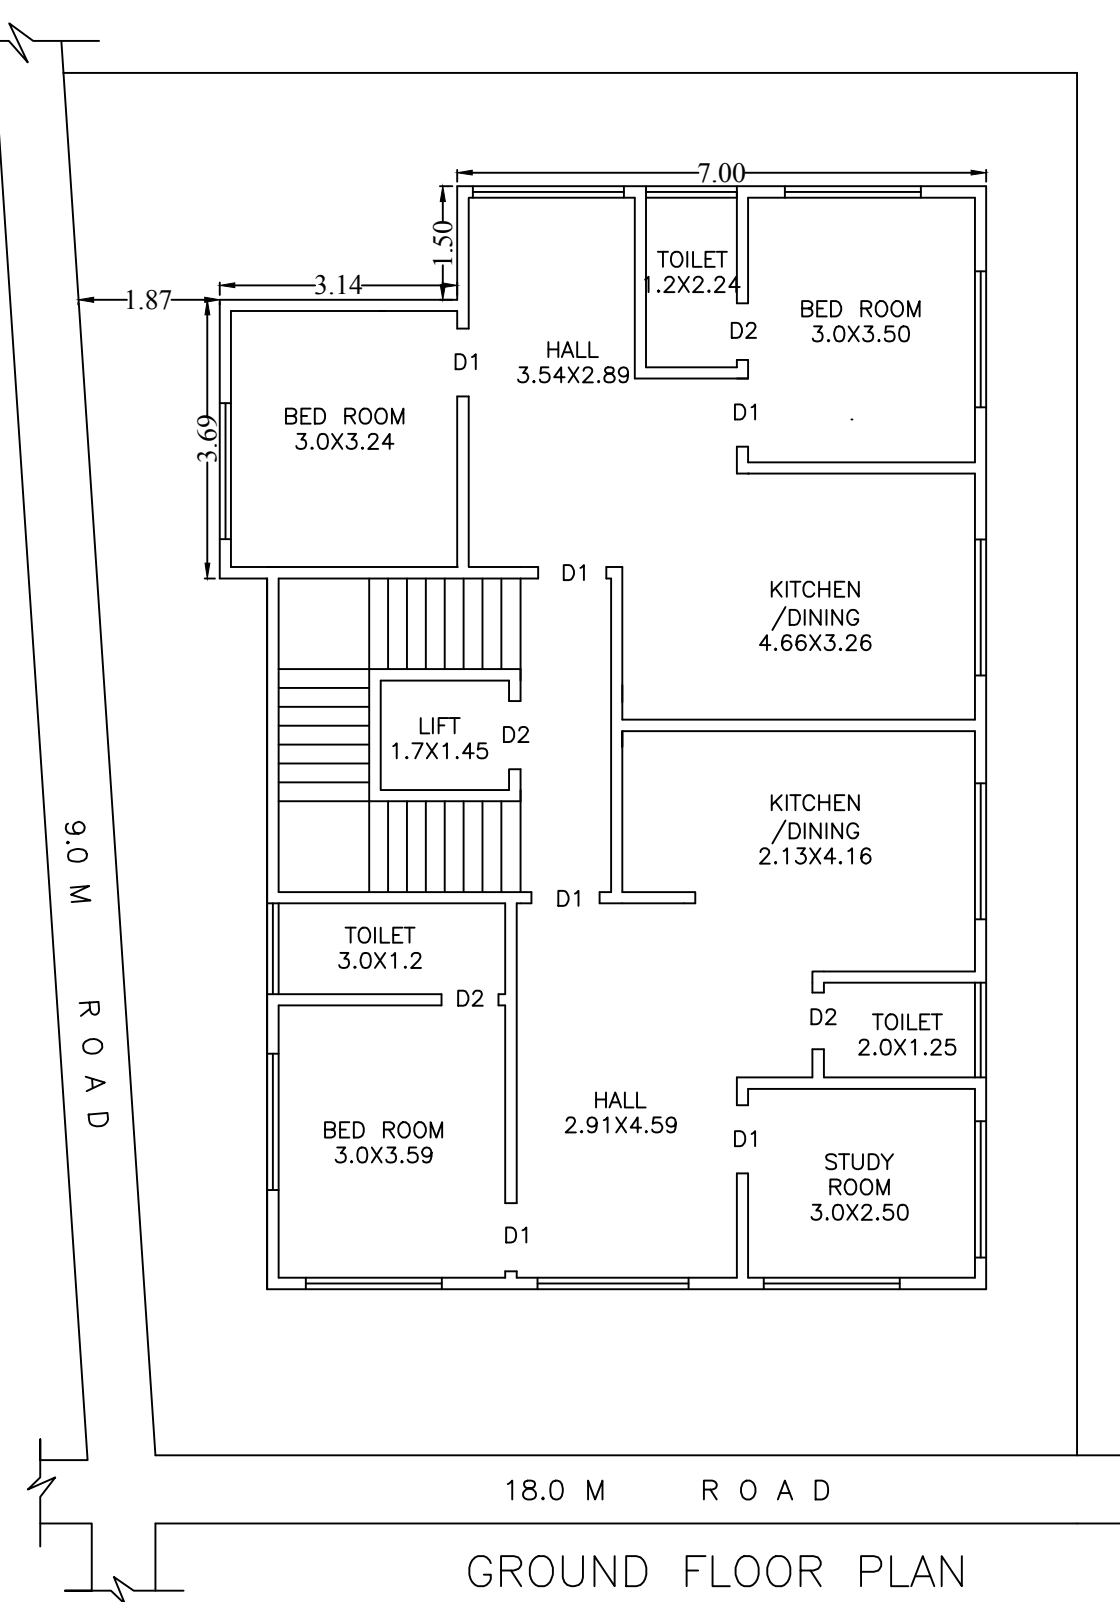 7.00
1.50
3.14
1.87
TOILET
1.2X2.24
BED ROOM
3.0X3.50
D2
HALL
3.54X2.89
D1
D1
BED ROOM
3.0X3.24
3.69
D1
KITCHEN
/DINING
4.66X3.26
LIFT
1.7X1.45
D2
KITCHEN
/DINING
2.13X4.16
9.0 M ROAD
D1
TOILET
3.0X1.2
D2
D2
TOILET
2.0X1.25
HALL
2.91X4.59
BED ROOM
3.0X3.59
D1
STUDY
ROOM
3.0X2.50
D1
18.0 M ROAD
GROUND FLOOR PLAN